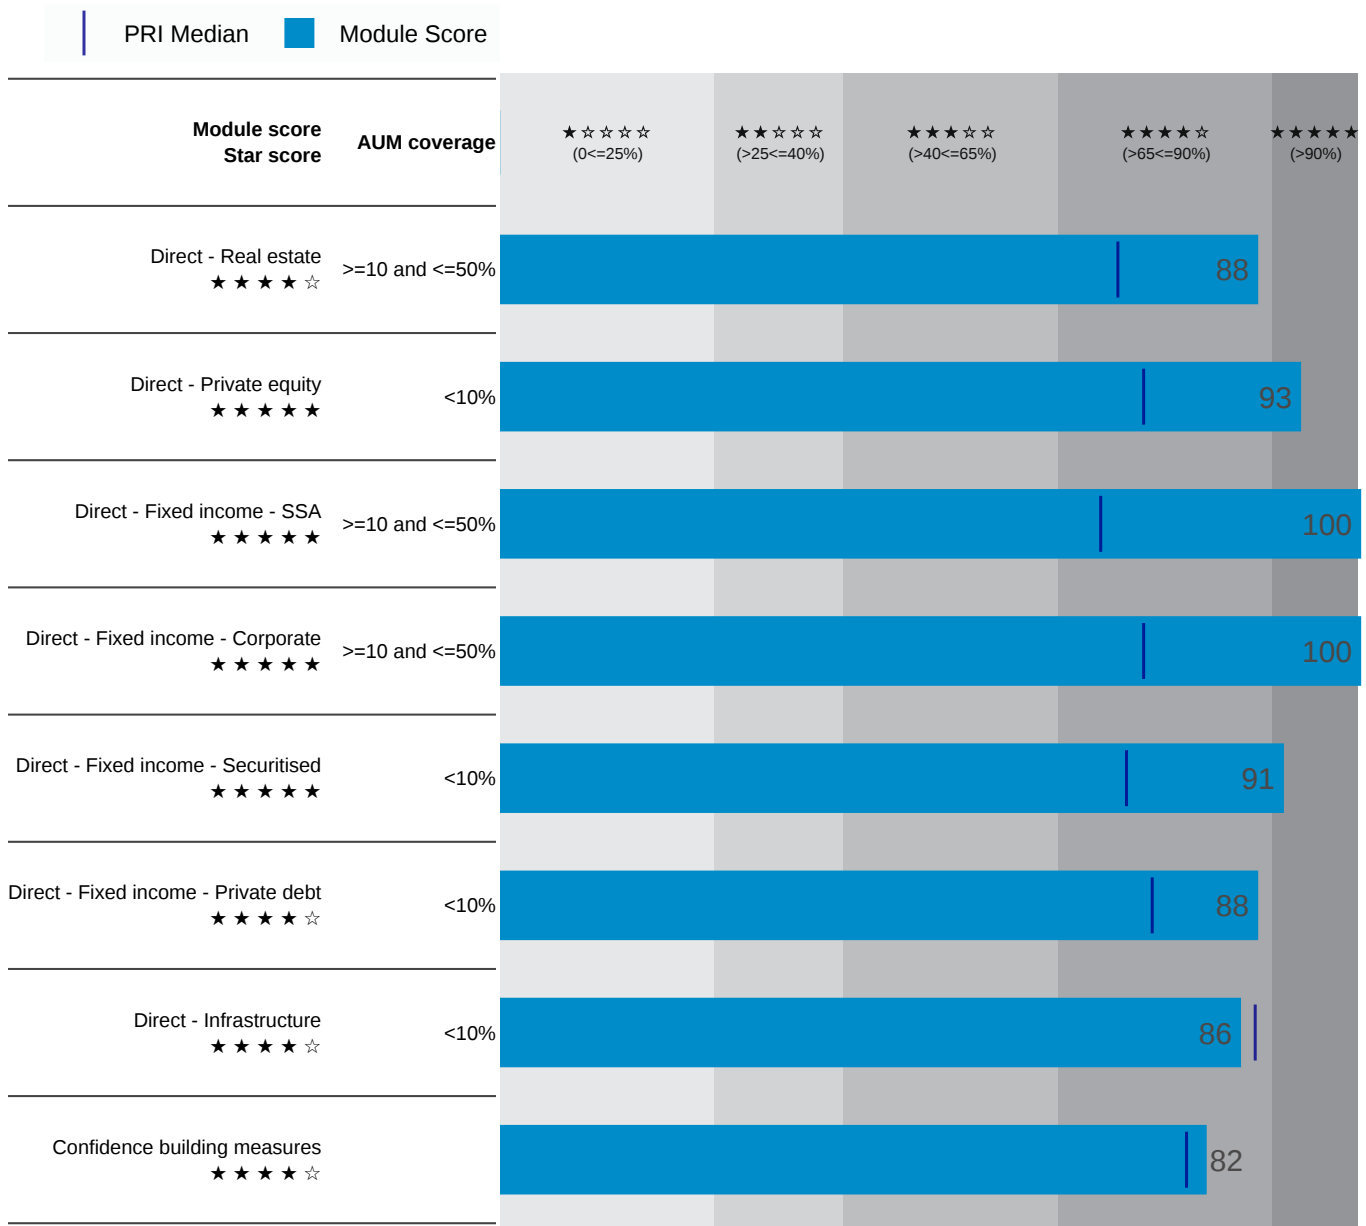 PRI Median Module Score
Module score
Star score
AUM coverage
★☆☆☆☆
(0<=25%)
★★☆☆☆
(>25<=40%)
★★★☆☆
(>40<=65%)
★★★★☆
(>65<=90%)
★★★★★
(>90%)
Direct - Real estate
★★★★☆
>=10 and <=50%
88
Direct - Private equity
★★★★★
<10%
93
Direct - Fixed income - SSA
★★★★★
>=10 and <=50%
100
Direct - Fixed income - Corporate
★★★★★
>=10 and <=50%
100
Direct - Fixed income - Securitised
★★★★★
<10%
91
Direct - Fixed income - Private debt
★★★★☆
<10%
88
Direct - Infrastructure
★★★★☆
<10%
86
Confidence building measures
★★★★☆
82